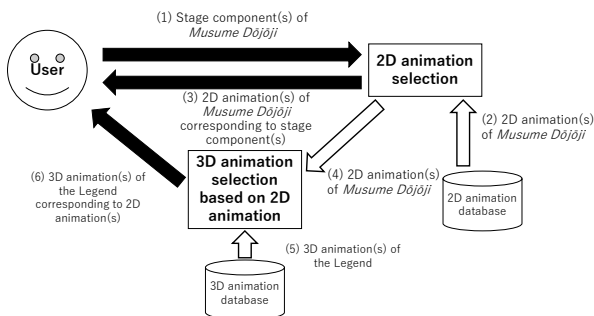 (1) Stage component(s) of
Musume Dōjōji
User
2D animation
selection
(3) 2D animation(s) of
Musume Dōjōji
corresponding to stage
component(s)
(2) 2D animation(s)
of Musume Dōjōji
3D animation
selection
based on 2D
animation
(4) 2D animation(s)
of Musume Dōjōji
(6) 3D animation(s) of
the Legend
corresponding to 2D
animation(s)
2D animation
database
(5) 3D animation(s) of
the Legend
3D animation
database